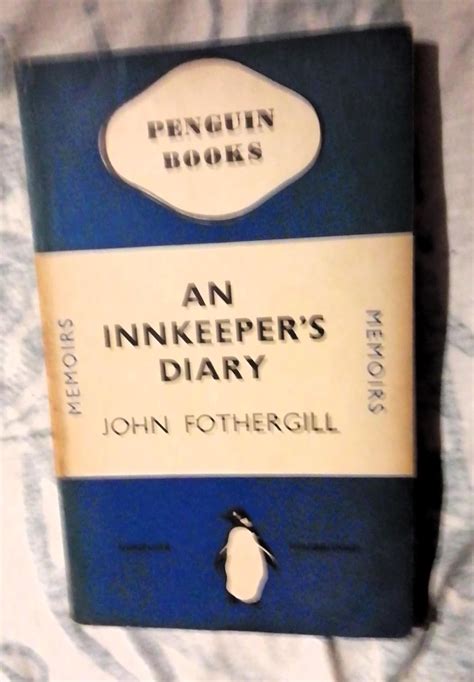 PENGUIN
BOOKS
MEMOIRS
AN
INNKEEPER'S
DIARY
JOHN FOTHERGILL
MEMOIRS